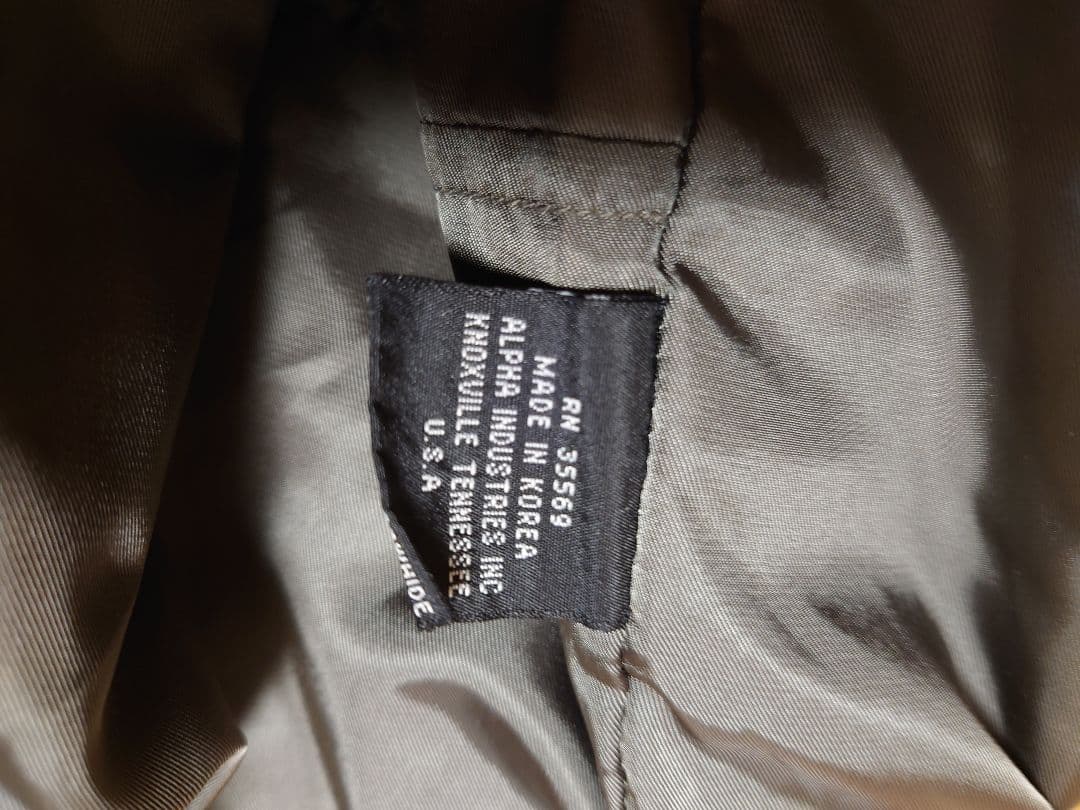 RN 35569
MADE IN KOREA
ALPHA INDUSTRIES INC
KNOXVILLE TENNESSEE
U.S.A